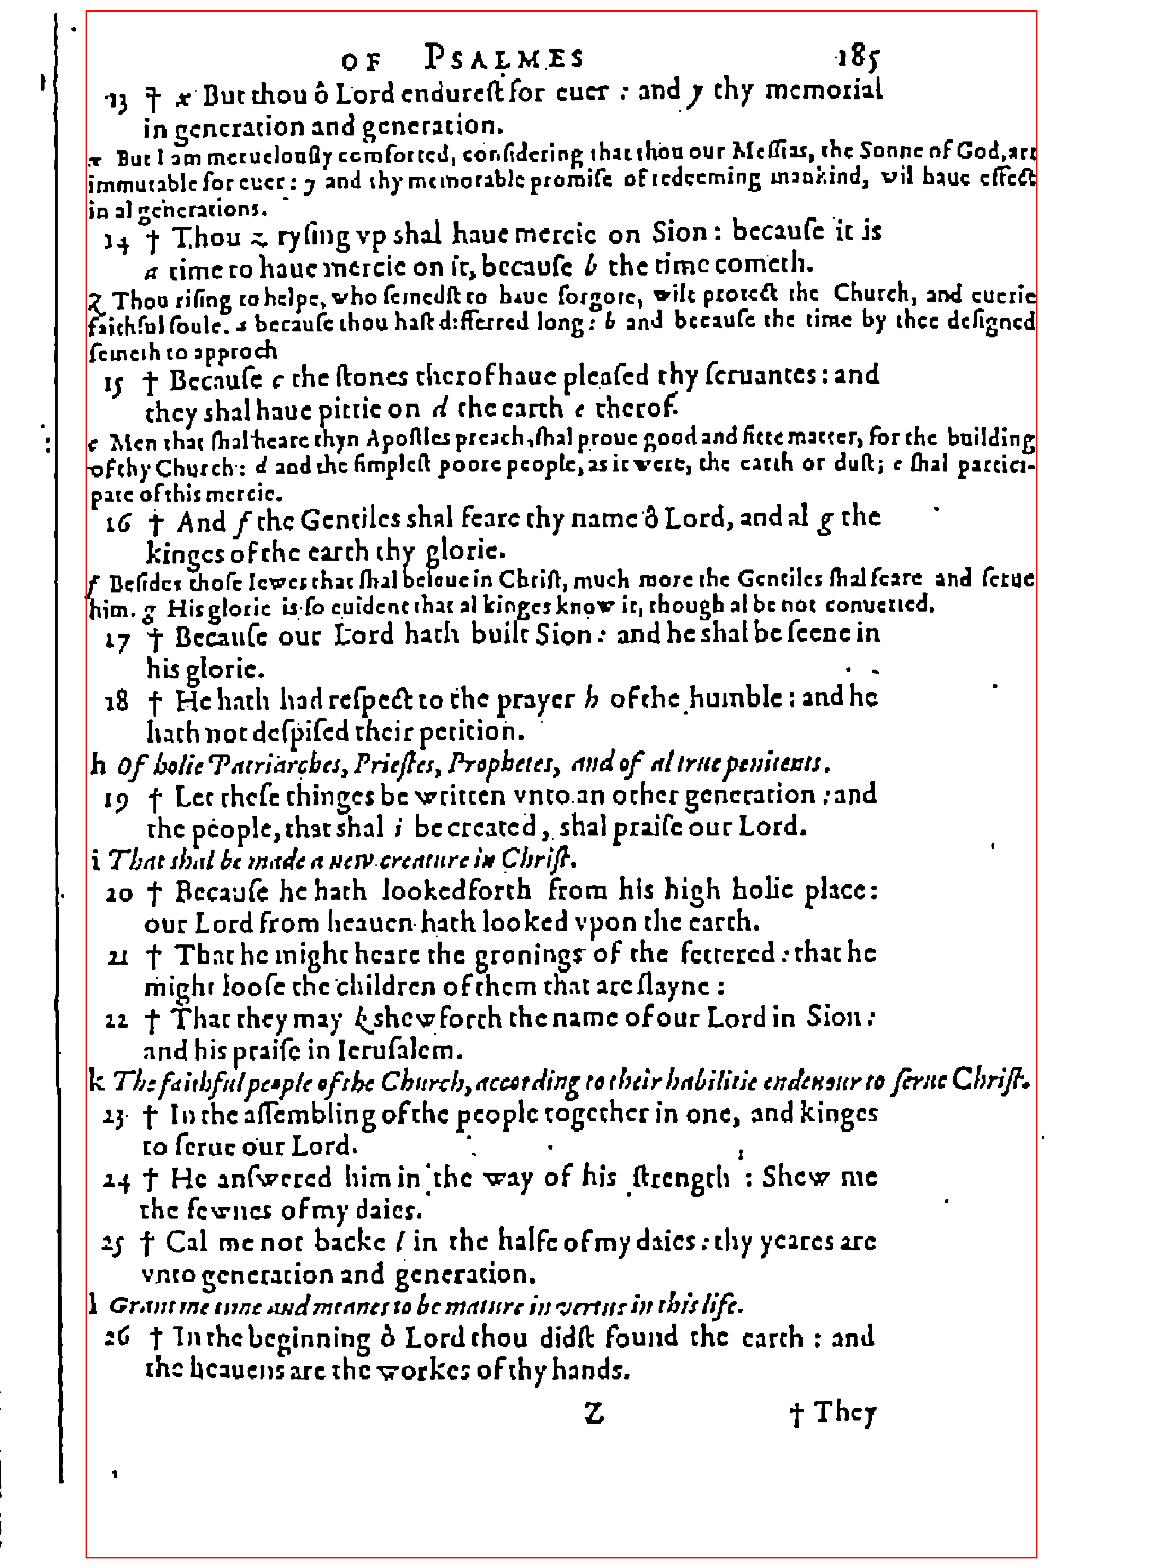 OF PSALMES 185
13 † x But thou ô Lord endureſt for euer : and y thy memorial
in generation and generation.
x But I am meruelouſly comforted, conſidering that thou our Meſſias, the Sonne of God, art
immutable for euer : y and thy memorable promiſe of redeeming mankind, wil haue effect
in al generations.
14 † Thou z ryſing vp shal haue mercie on Sion : becauſe it is
a time to haue mercie on it, becauſe b the time cometh.
z Thou riſing to helpe, who ſemedſt to haue forgote, wilt protect the Church, and euerie
faithful ſoule. a becauſe thou haſt differred long : b and becauſe the time by thee deſigned
ſemeth to approch
15 † Becauſe c the ſtones therof haue pleaſed thy ſeruantes : and
they shal haue pittie on d the earth e therof.
c Men that ſhal heare thyn Apoſtles preach, ſhal proue good and fitte matter, for the building
of thy Church : d and the ſimpleſt poore people, as it were, the earth or duſt; e ſhal partici-
pate of this mercie.
16 † And f the Gentiles shal feare thy name ô Lord, and al g the
kinges of the earth thy glorie.
f Beſides thoſe Iewes that ſhal beleue in Chriſt, much more the Gentiles ſhal feare and ſerue
him. g His glorie is ſo euident that al kinges know it, though al be not conuerted.
17 † Becauſe our Lord hath built Sion : and he shal be ſeene in
his glorie.
18 † He hath had reſpect to the prayer h of the humble : and he
hath not deſpiſed their petition.
h Of holie Patriarches, Prieſtes, Prophetes, and of al true penitents.
19 † Let theſe thinges be written vnto an other generation : and
the people, that shal i be created, shal praiſe our Lord.
i That shal be made a new creature in Chriſt.
20 † Becauſe he hath looked forth from his high holie place :
our Lord from heauen hath looked vpon the earth.
21 † That he might heare the gronings of the fettered : that he
might looſe the children of them that are ſlayne :
22 † That they may k shew forth the name of our Lord in Sion :
and his praiſe in Ieruſalem.
k The faithful people of the Church, according to their habilitie endeuour to ſerue Chriſt.
23 † In the aſſembling of the people together in one, and kinges
to ſerue our Lord.
24 † He anſwered him in the way of his ſtrength : Shew me
the fewnes of my daies.
25 † Cal me not backe l in the halfe of my daies : thy yeares are
vnto generation and generation.
l Grant me time and meanes to be mature in vertue in this life.
26 † In the beginning ô Lord thou didſt found the earth : and
the heauens are the workes of thy hands.
Z † They